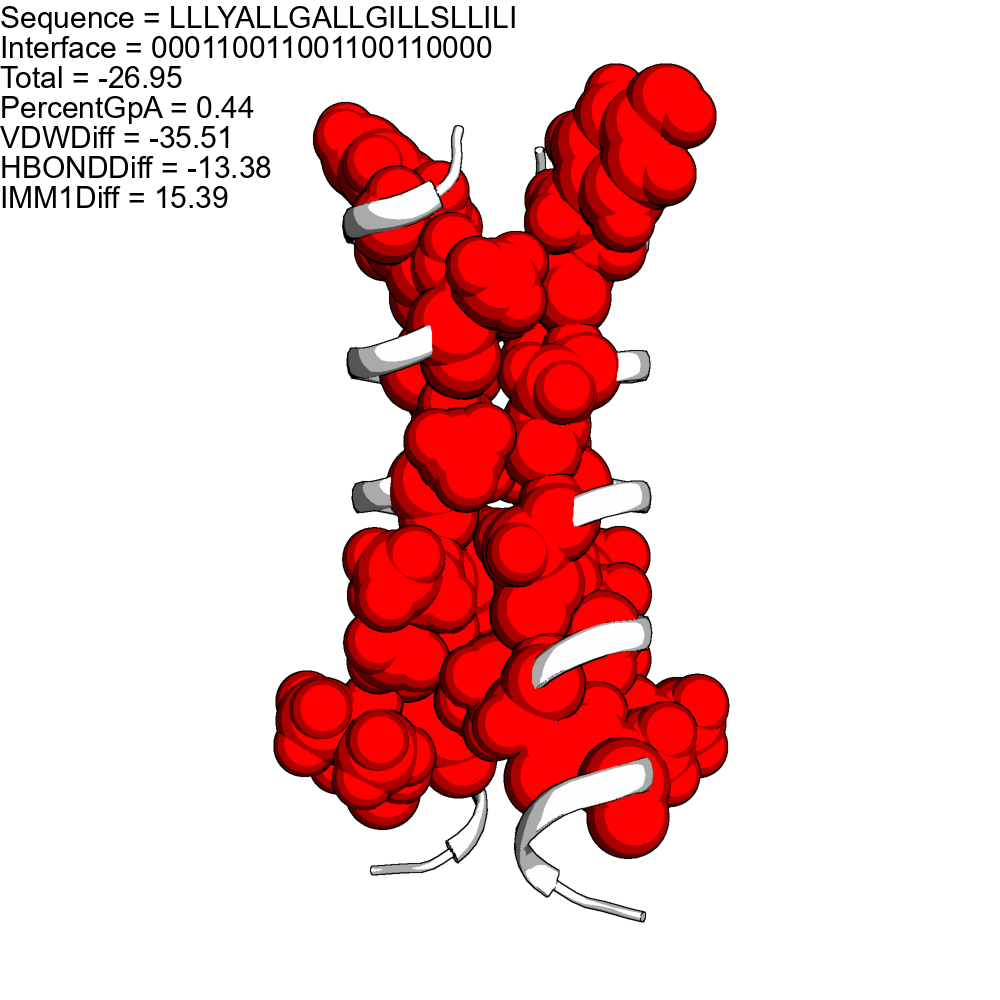 Sequence = LLLYALLGALLGILLSLLILI
Interface = 000110011001100110000
Total = -26.95
PercentGpA = 0.44
VDWDiff = -35.51
HBONDDiff = -13.38
IMM1Diff = 15.39